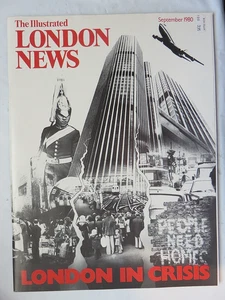 The Illustrated
LONDON
NEWS
September 1980
PEOPLE
NEED
HOMES
LONDON IN CRISIS